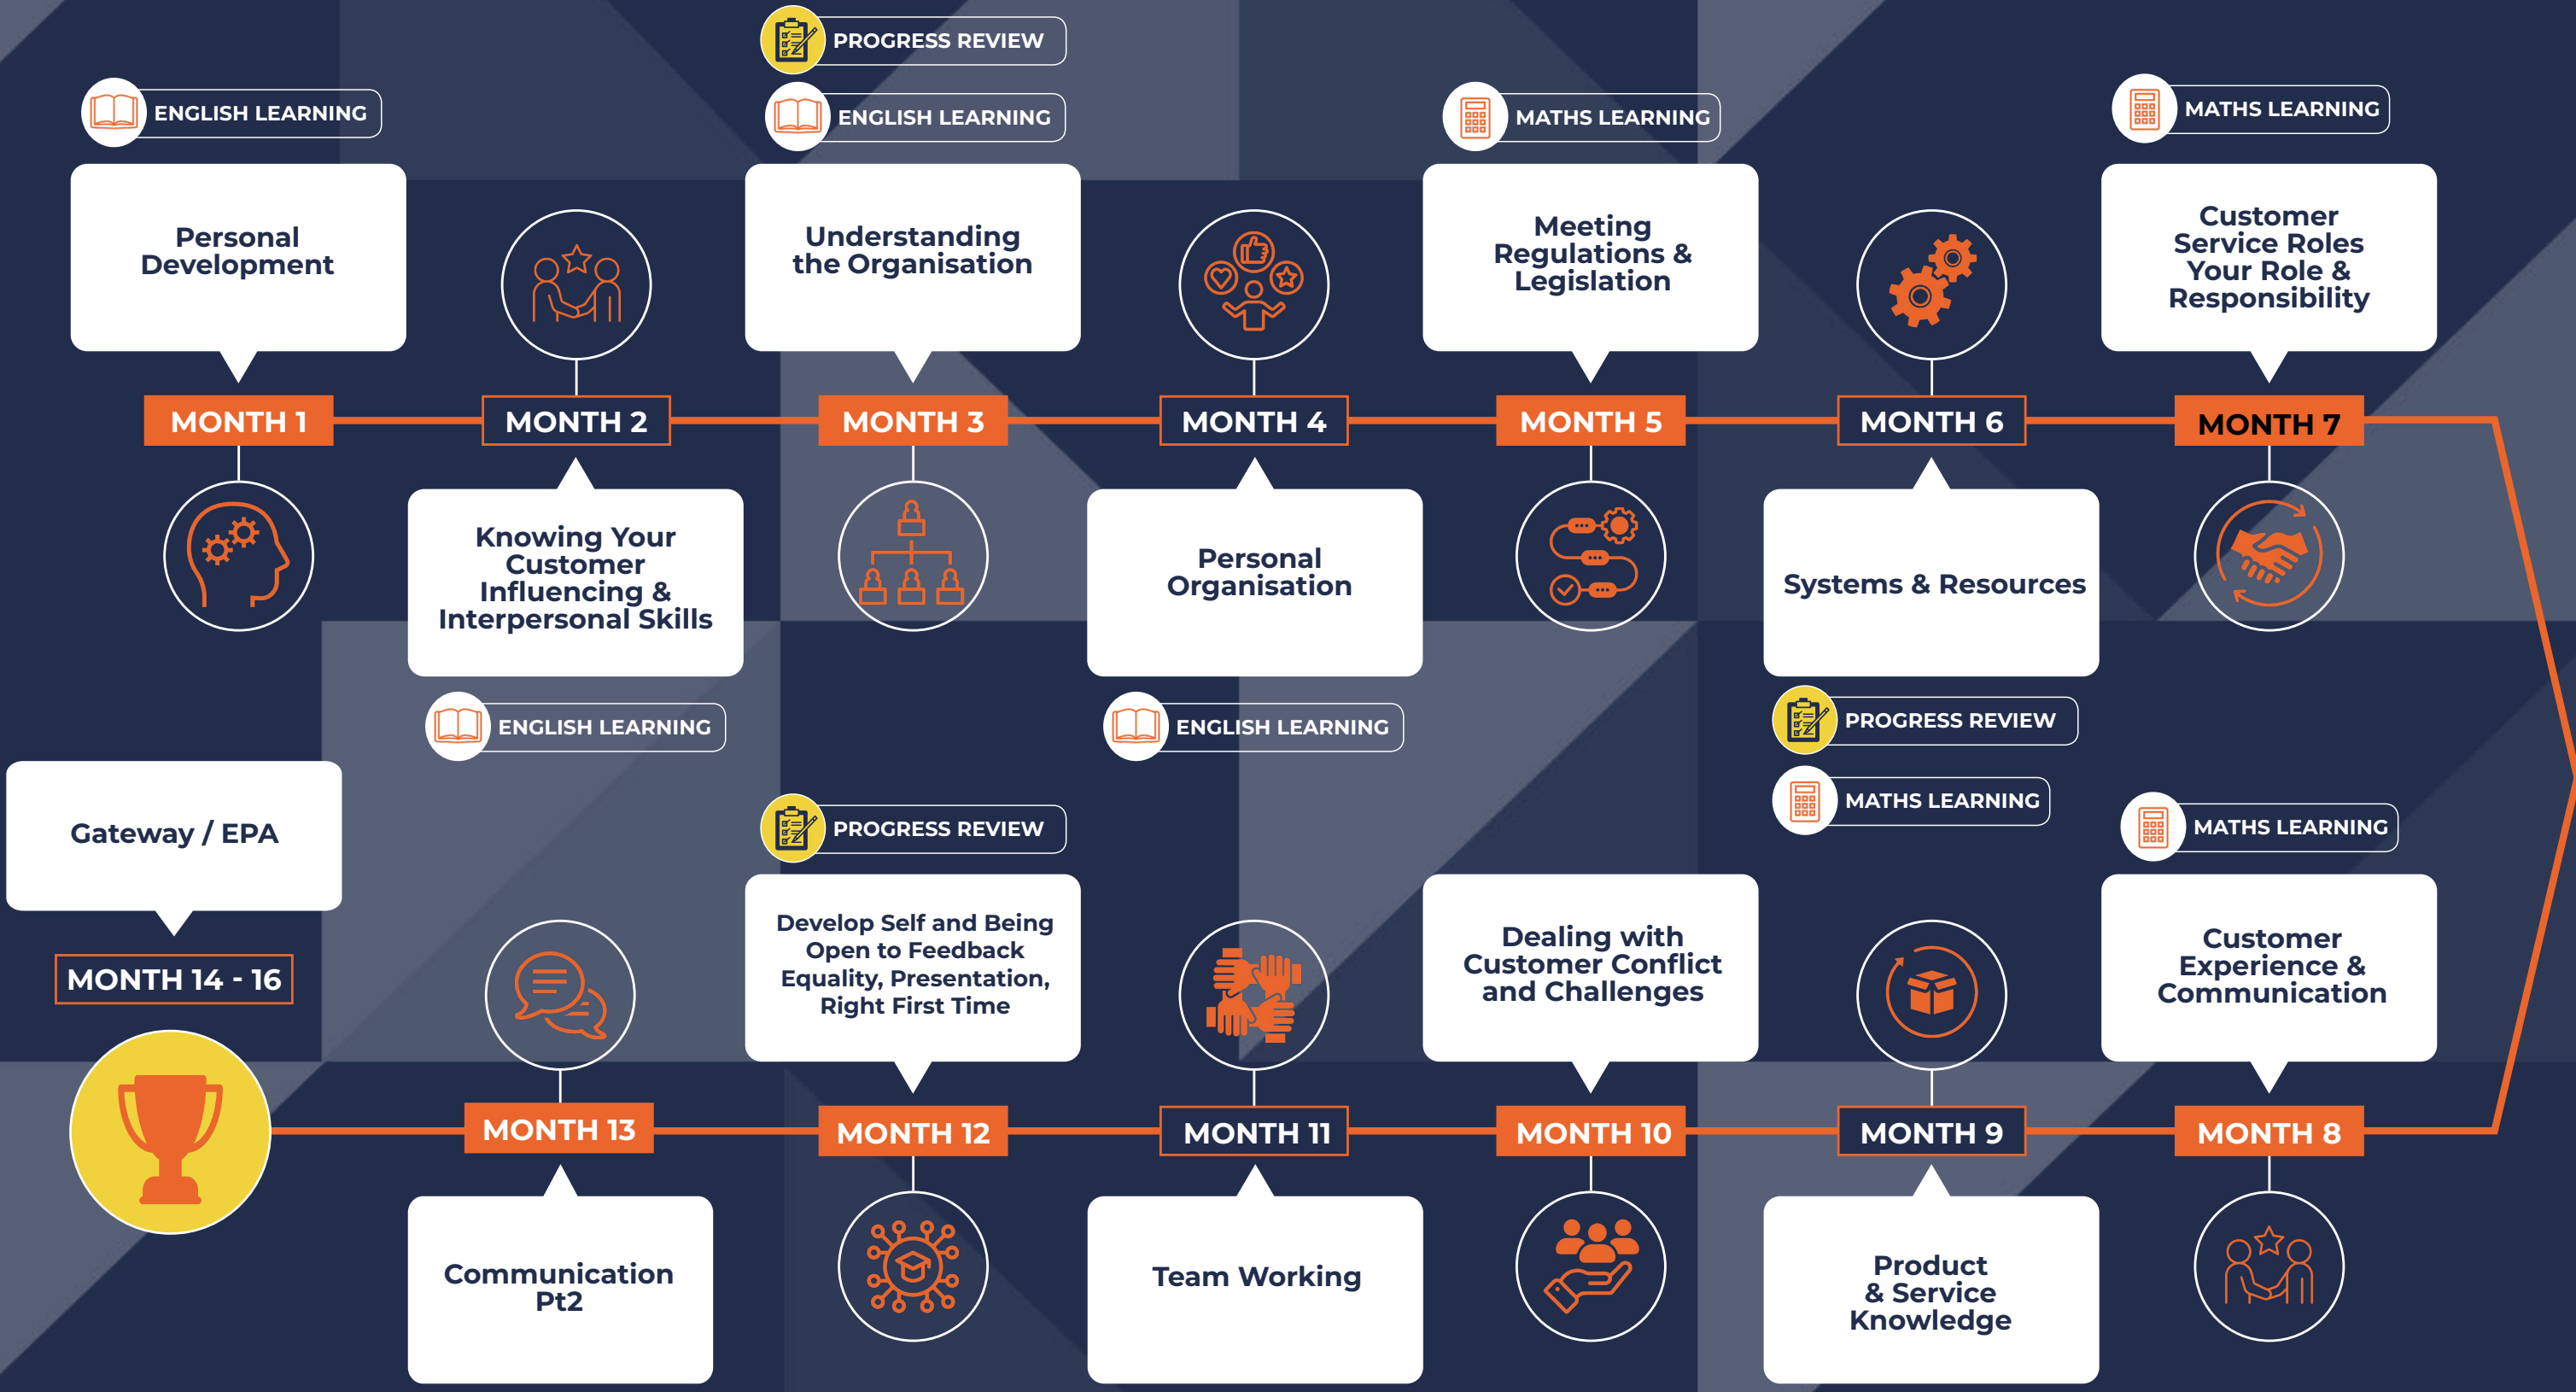 PROGRESS REVIEW
ENGLISH LEARNING
ENGLISH LEARNING
MATHS LEARNING
MATHS LEARNING
Personal
Development
Understanding
the Organisation
Meeting
Regulations &
Legislation
Customer
Service Roles
Your Role &
Responsibility
MONTH 1
MONTH 2
MONTH 3
MONTH 4
MONTH 5
MONTH 6
MONTH 7
Knowing Your
Customer
Influencing &
Interpersonal Skills
Personal
Organisation
Systems & Resources
ENGLISH LEARNING
ENGLISH LEARNING
PROGRESS REVIEW
MATHS LEARNING
Gateway / EPA
MONTH 14 - 16
PROGRESS REVIEW
MATHS LEARNING
Develop Self and Being
Open to Feedback
Equality, Presentation,
Right First Time
Dealing with
Customer Conflict
and Challenges
Customer
Experience &
Communication
MONTH 13
MONTH 12
MONTH 11
MONTH 10
MONTH 9
MONTH 8
Communication
Pt2
Team Working
Product
& Service
Knowledge